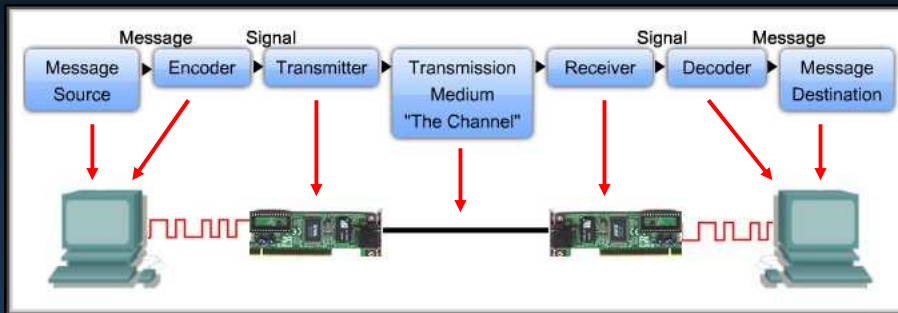 Message Signal Signal Message
Message Source
Encoder
Transmitter
Transmission Medium "The Channel"
Receiver
Decoder
Message Destination